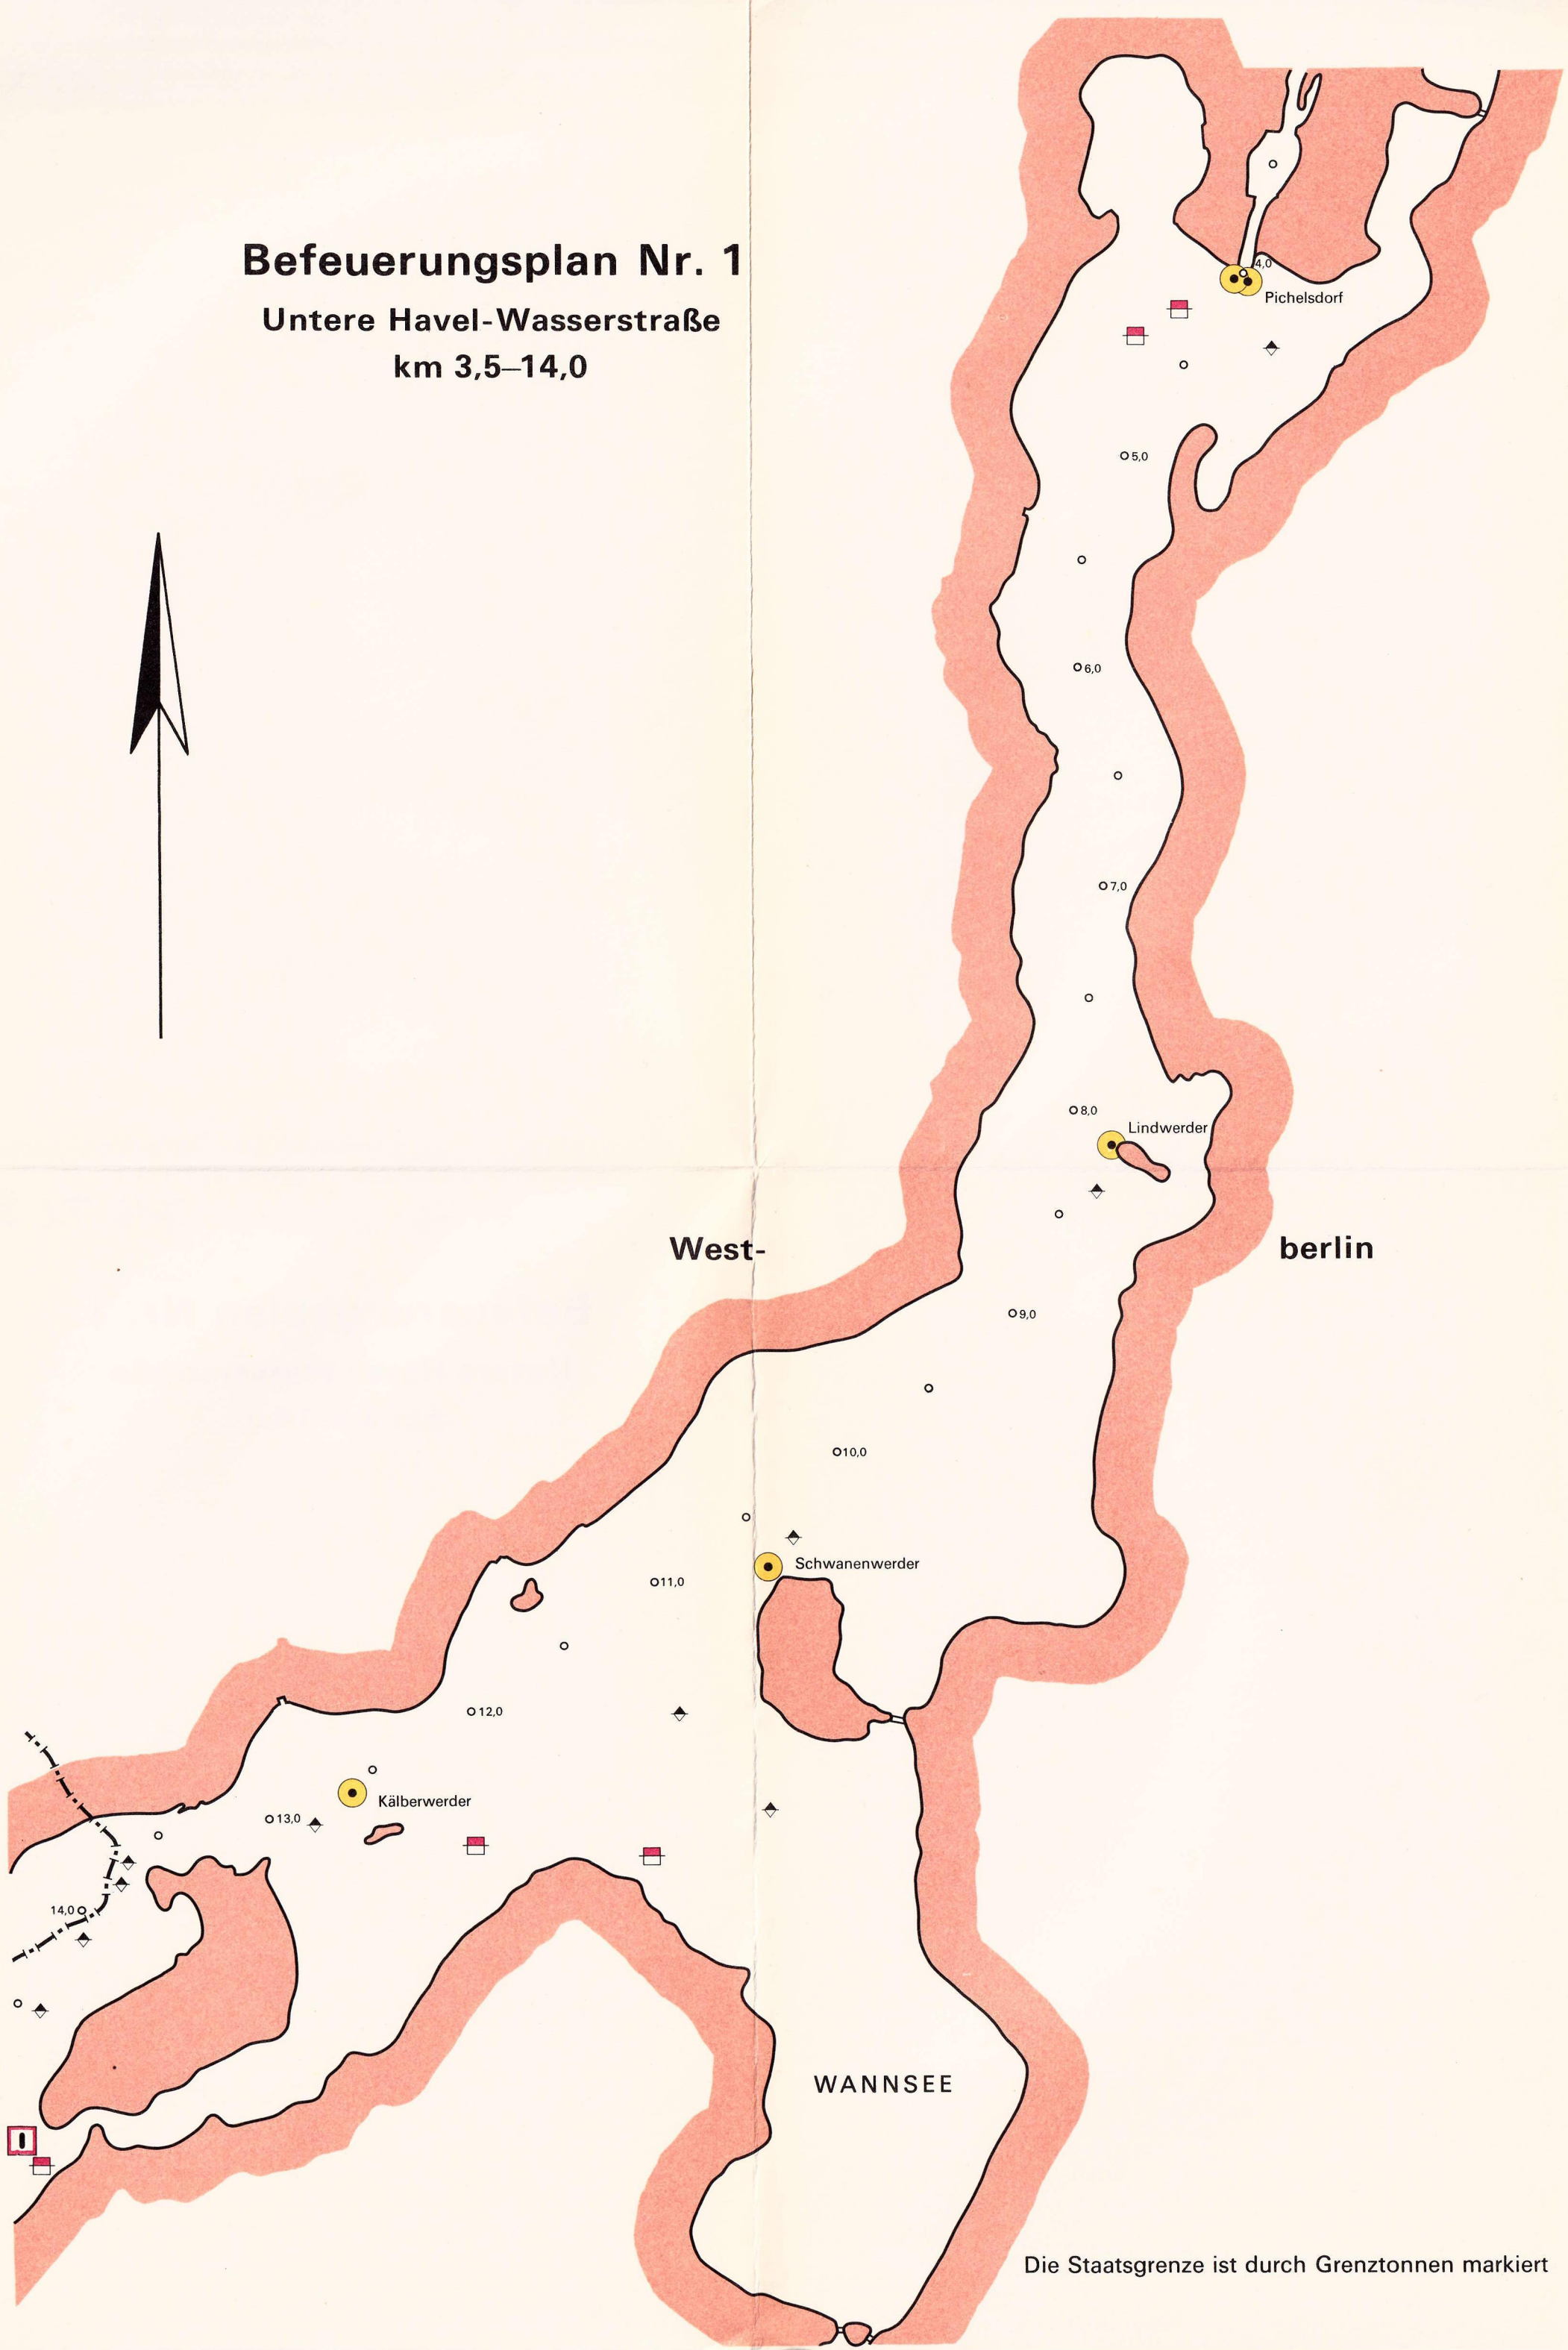 Befeuerungsplan Nr. 1
Untere Havel-Wasserstraße
km 3,5–14,0
4,0
Pichelsdorf
5,0
6,0
7,0
8,0
Lindwerder
West- berlin
9,0
10,0
Schwanenwerder
11,0
12,0
Kälberwerder
13,0
14,0
WANNSEE
Die Staatsgrenze ist durch Grenztonnen markiert